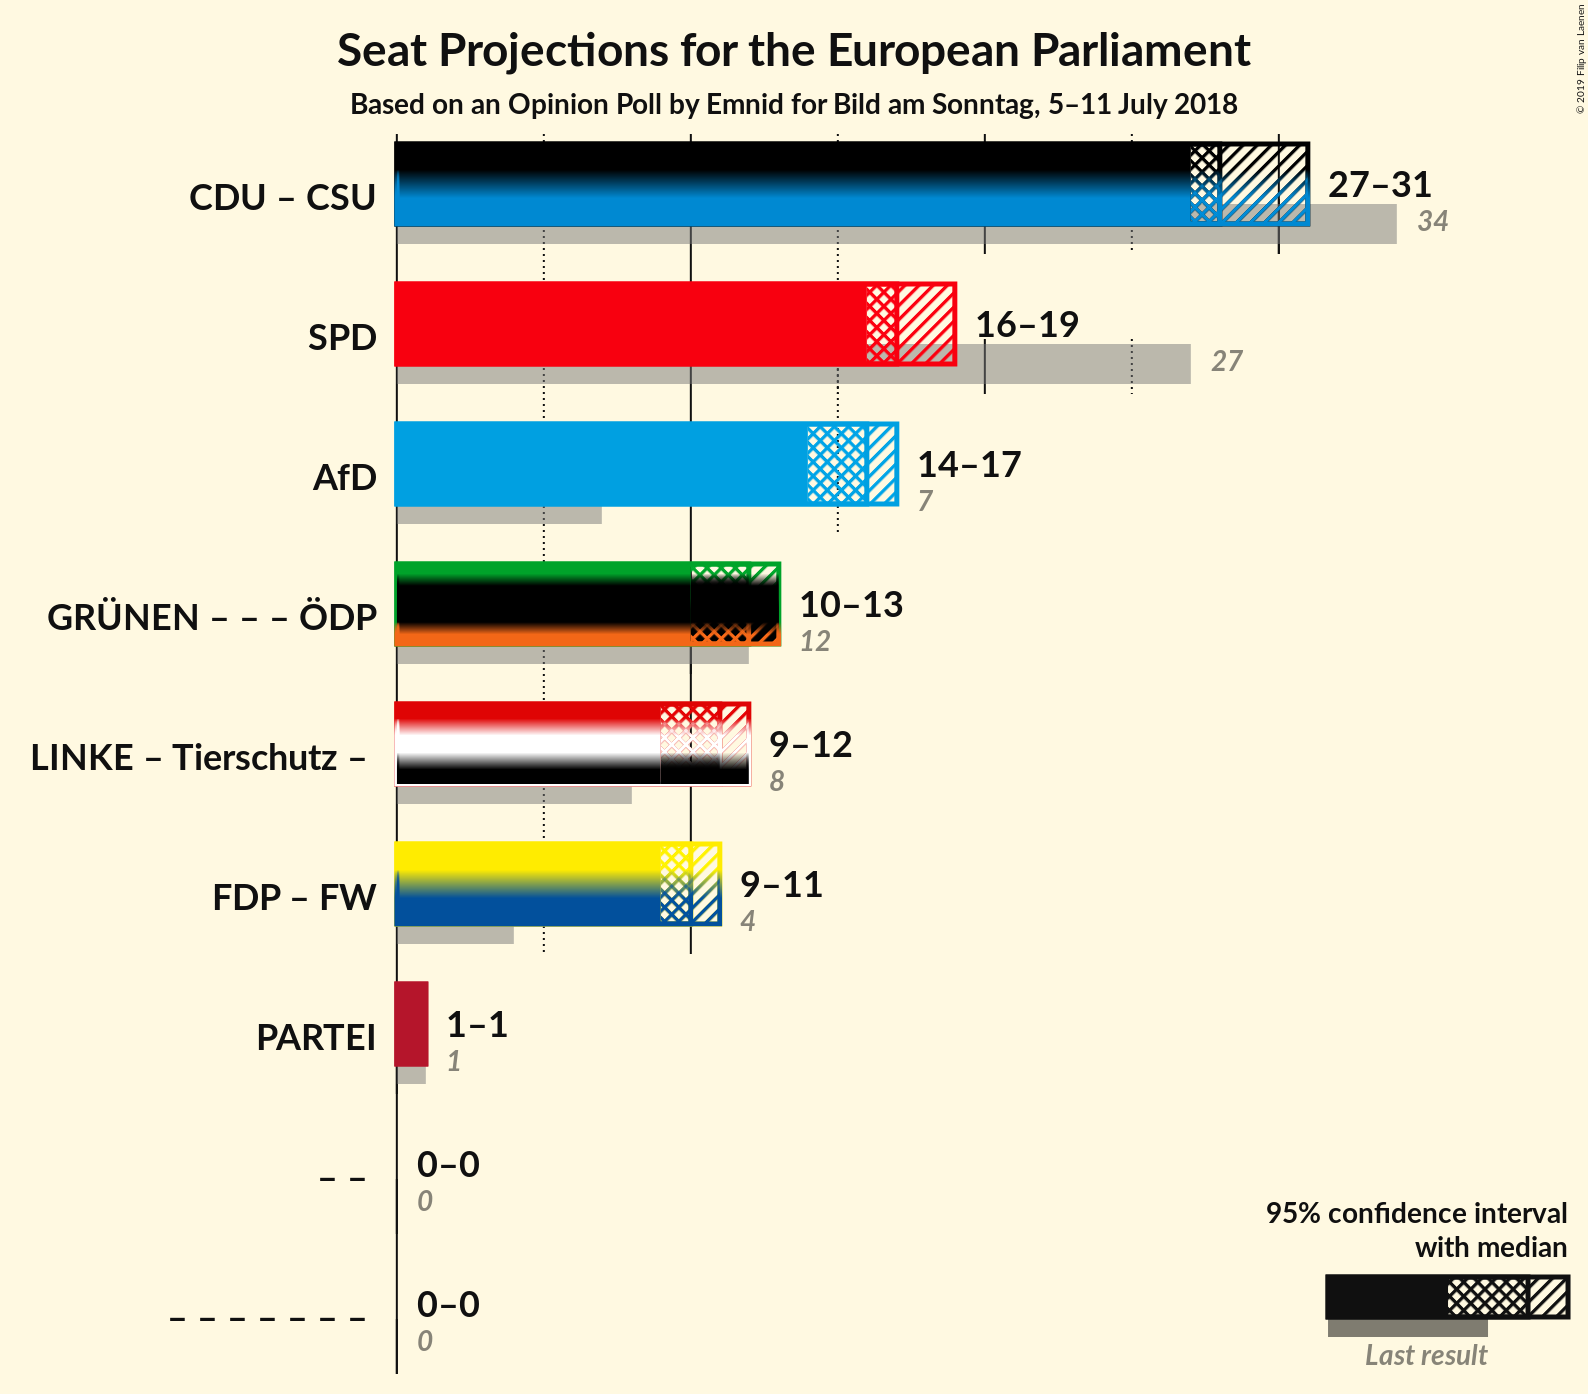 Seat Projections for the European Parliament
Based on an Opinion Poll by Emnid for Bild am Sonntag, 5–11 July 2018
© 2019 Filip van Laenen
CDU – CSU
27–31
34
SPD
16–19
27
AfD
14–17
7
GRÜNEN – – – ÖDP
10–13
12
LINKE – Tierschutz –
9–12
8
FDP – FW
9–11
4
PARTEI
1–1
1
– –
0–0
0
– – – – – – –
0–0
0
95% confidence interval
with median
Last result